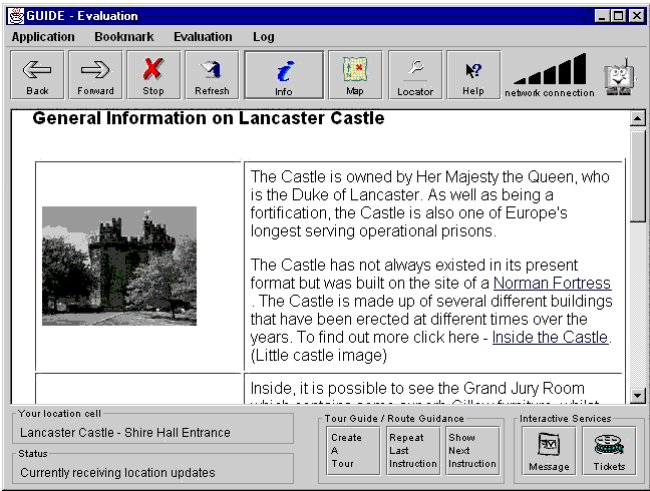 GUIDE - Evaluation
Application Bookmark Evaluation Log
Back Forward Stop Refresh Info Map Locator Help network connection
General Information on Lancaster Castle
The Castle is owned by Her Majesty the Queen, who
is the Duke of Lancaster. As well as being a
fortification, the Castle is also one of Europe's
longest serving operational prisons.
The Castle has not always existed in its present
format but was built on the site of a Norman Fortress
. The Castle is made up of several different buildings
that have been erected at different times over the
years. To find out more click here - Inside the Castle.
(Little castle image)
Inside, it is possible to see the Grand Jury Room
which contains some superb Gillow furniture, whilst
Your location cell
Lancaster Castle - Shire Hall Entrance
Status
Currently receiving location updates
Tour Guide / Route Guidance
Create
A
Tour
Repeat
Last
Instruction
Show
Next
Instruction
Interactive Services
Message Tickets